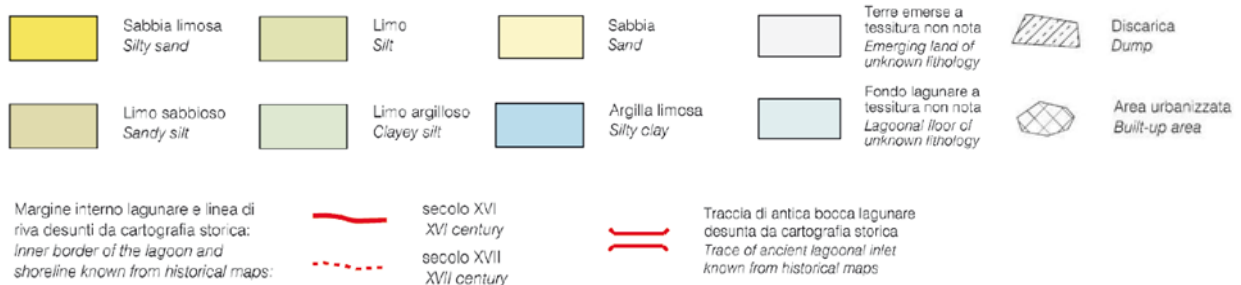 Sabbia limosa
Silty sand
Limo
Silt
Sabbia
Sand
Terre emerse a
tessitura non nota
Emerging land of
unknown lithology
Discarica
Dump
Limo sabbioso
Sandy silt
Limo argilloso
Clayey silt
Argilla limosa
Silty clay
Fondo lagunare a
tessitura non nota
Lagoonal floor of
unknown lithology
Area urbanizzata
Built-up area
Margine interno lagunare e linea di
riva desunti da cartografia storica:
Inner border of the lagoon and
shoreline known from historical maps:
secolo XVI
XVI century
secolo XVII
XVII century
Traccia di antica bocca lagunare
desunta da cartografia storica
Trace of ancient lagoonal inlet
known from historical maps